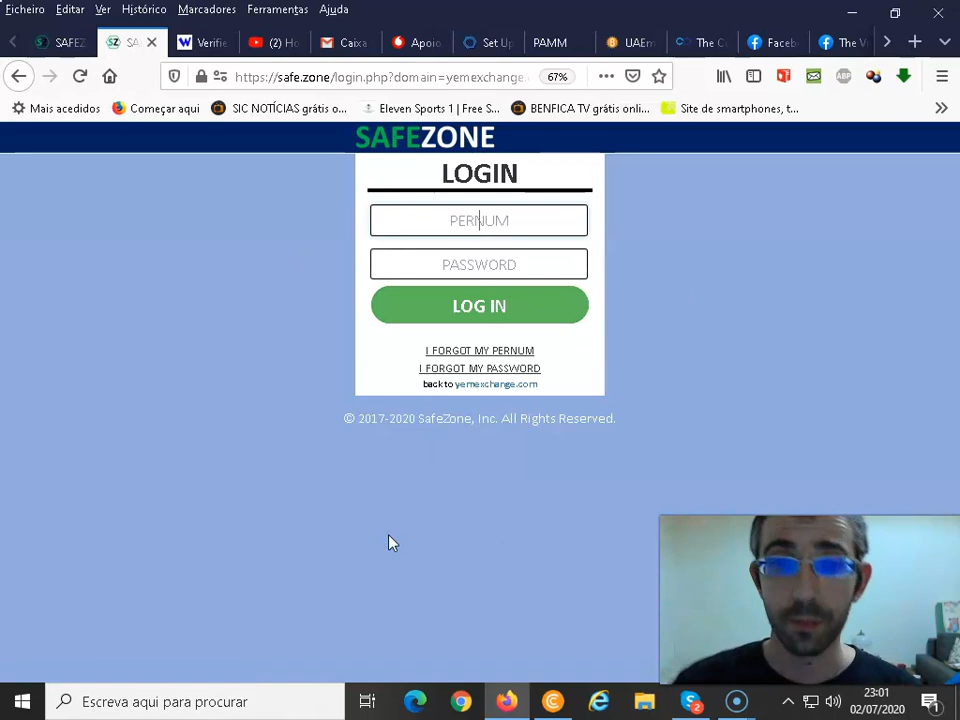 Ficheiro Editar Ver Histórico Marcadores Ferramentas Ajuda
SAFEZ SA Verifie (2) Ho Caixa Apoio Set Up PAMM UAEm The C Faceb The V
https://safe.zone/login.php?domain=yemexchange. 67%
Mais acedidos Começar aqui SIC NOTÍCIAS grátis o... Eleven Sports 1 | Free S... BENFICA TV grátis onli... Site de smartphones, t...
SAFEZONE
LOGIN
PERNUM
PASSWORD
LOG IN
I FORGOT MY PERNUM
I FORGOT MY PASSWORD
back to yemexchange.com
© 2017-2020 SafeZone, Inc. All Rights Reserved.
Escreva aqui para procurar
23:01
02/07/2020